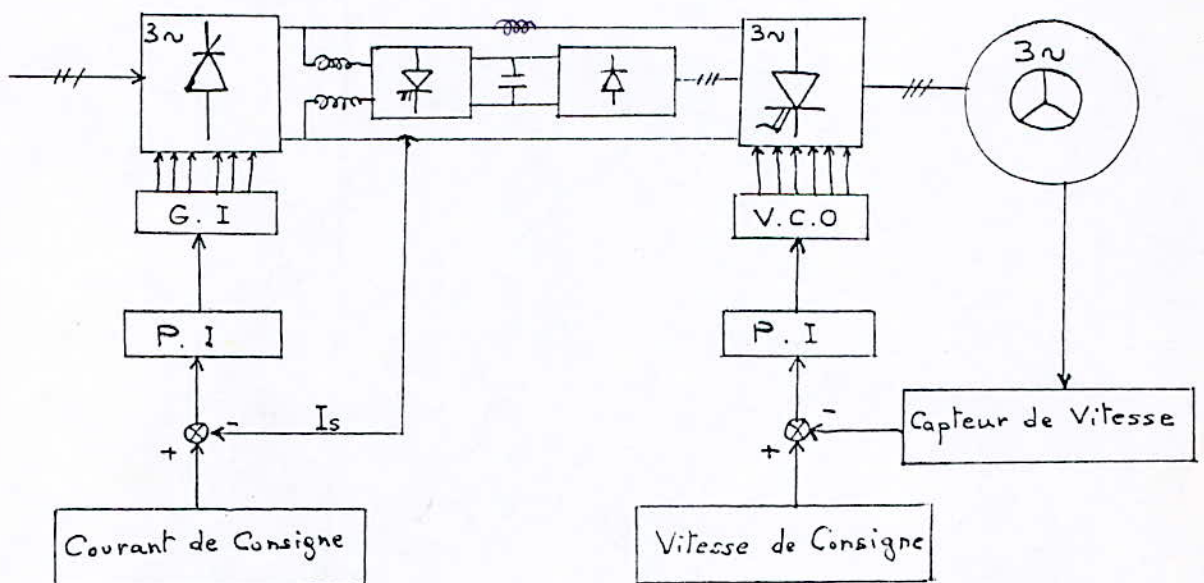 3~
3~
3~
G. I
V.C.O
P. I
P. I
Is
-
+
-
+
Capteur de Vitesse
Courant de Consigne
Vitesse de Consigne